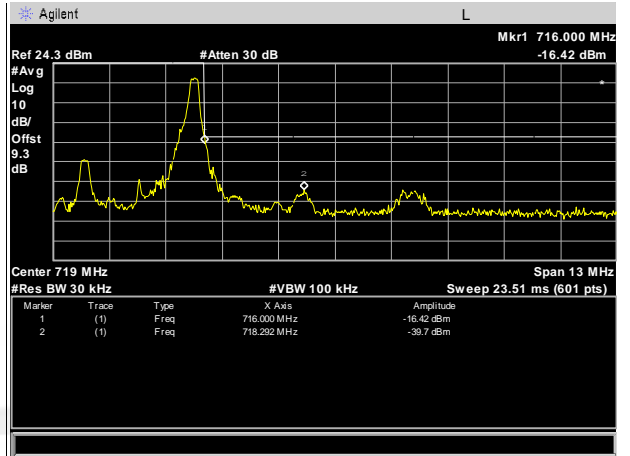 Agilent L
Mkr1 716.000 MHz
Ref 24.3 dBm #Atten 30 dB -16.42 dBm
#Avg
Log
10
dB/
Offst
9.3
dB
*
2
Center 719 MHz Span 13 MHz
#Res BW 30 kHz #VBW 100 kHz Sweep 23.51 ms (601 pts)
Marker Trace Type X Axis Amplitude
1 (1) Freq 716.000 MHz -16.42 dBm
2 (1) Freq 718.292 MHz -39.7 dBm